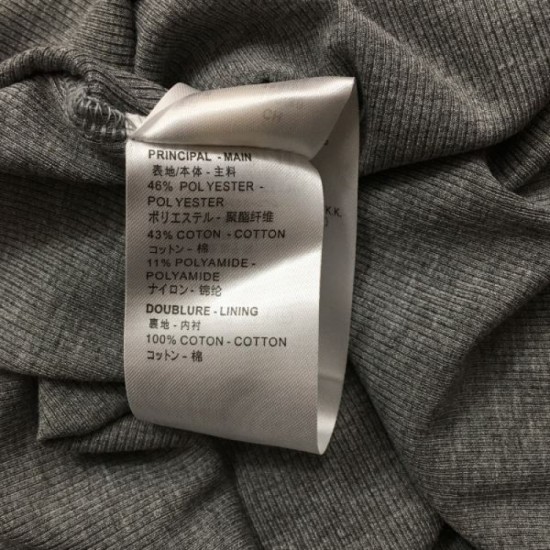 CH
PRINCIPAL - MAIN
表地/本体 - 主料
46% POLYESTER -
POLYESTER
ポリエステル - 聚酯纤维
43% COTON - COTTON
コットン - 棉
11% POLYAMIDE -
POLYAMIDE
ナイロン - 锦纶
DOUBLURE - LINING
裏地 - 内衬
100% COTON - COTTON
コットン - 棉
K.K.